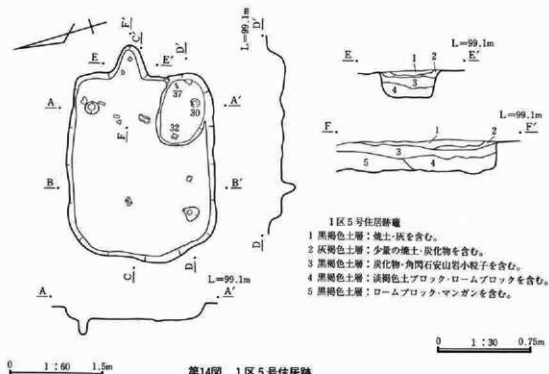 F'
C'
D'
E
E'
37
A
30
A'
F
32
B
B'
C
D
L=99.1m
A
A'
0 1:60 1.5m
D'
L=99.1m
D
L=99.1m
E 1 2 E'
3
4
L=99.1m
F 1 2 F'
3
4
5
1区5号住居跡竈
1 黒褐色土層：焼土・灰を含む。
2 灰褐色土層：少量の焼土・炭化物を含む。
3 黒褐色土層：炭化物・角閃石安山岩小粒子を含む。
4 黒褐色土層：淡褐色土ブロック・ロームブロックを含む。
5 黒褐色土層：ロームブロック・マンガンを含む。
0 1:30 0.75m
第14図 1区5号住居跡